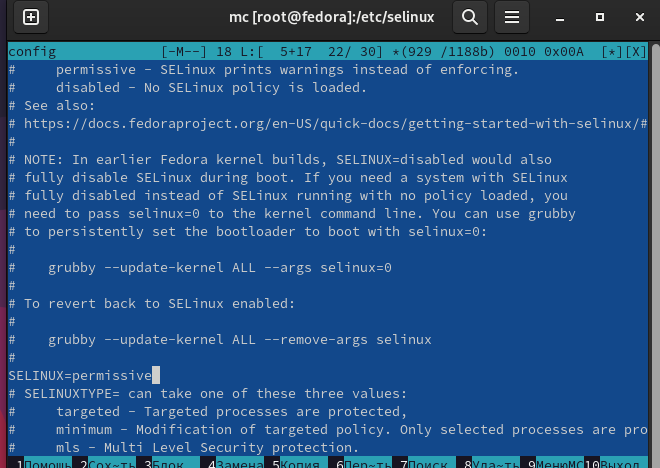 mc [root@fedora]:/etc/selinux
config [-M--] 18 L:[ 5+17 22/ 30] *(929 /1188b) 0010 0x00A [*][X]
# permissive - SELinux prints warnings instead of enforcing.
# disabled - No SELinux policy is loaded.
# See also:
# https://docs.fedoraproject.org/en-US/quick-docs/getting-started-with-selinux/#
#
# NOTE: In earlier Fedora kernel builds, SELINUX=disabled would also
# fully disable SELinux during boot. If you need a system with SELinux
# fully disabled instead of SELinux running with no policy loaded, you
# need to pass selinux=0 to the kernel command line. You can use grubby
# to persistently set the bootloader to boot with selinux=0:
#
# grubby --update-kernel ALL --args selinux=0
#
# To revert back to SELinux enabled:
#
# grubby --update-kernel ALL --remove-args selinux
#
SELINUX=permissive
# SELINUXTYPE= can take one of these three values:
# targeted - Targeted processes are protected,
# minimum - Modification of targeted policy. Only selected processes are pro
# mls - Multi Level Security protection.
1Помощь 2Сох~ть 3Блок 4Замена 5Копия 6Пер~ть 7Поиск 8Уда~ть 9МенюMC 10Выход